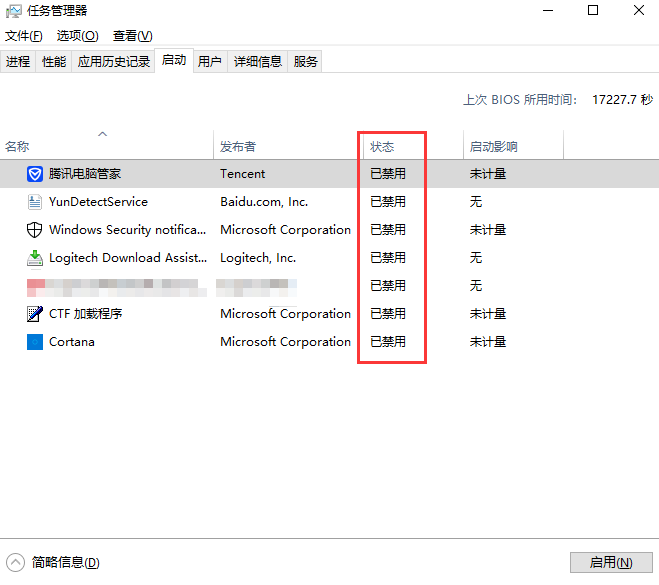 任务管理器
文件(F) 选项(O) 查看(V)
进程 性能 应用历史记录 启动 用户 详细信息 服务
上次 BIOS 所用时间： 17227.7 秒
名称 发布者 状态 启动影响
腾讯电脑管家 Tencent 已禁用 未计量
YunDetectService Baidu.com, Inc. 已禁用 无
Windows Security notifica... Microsoft Corporation 已禁用 未计量
Logitech Download Assist... Logitech, Inc. 已禁用 无
已禁用 无
CTF 加载程序 Microsoft Corporation 已禁用 未计量
Cortana Microsoft Corporation 已禁用 未计量
简略信息(D) 启用(N)